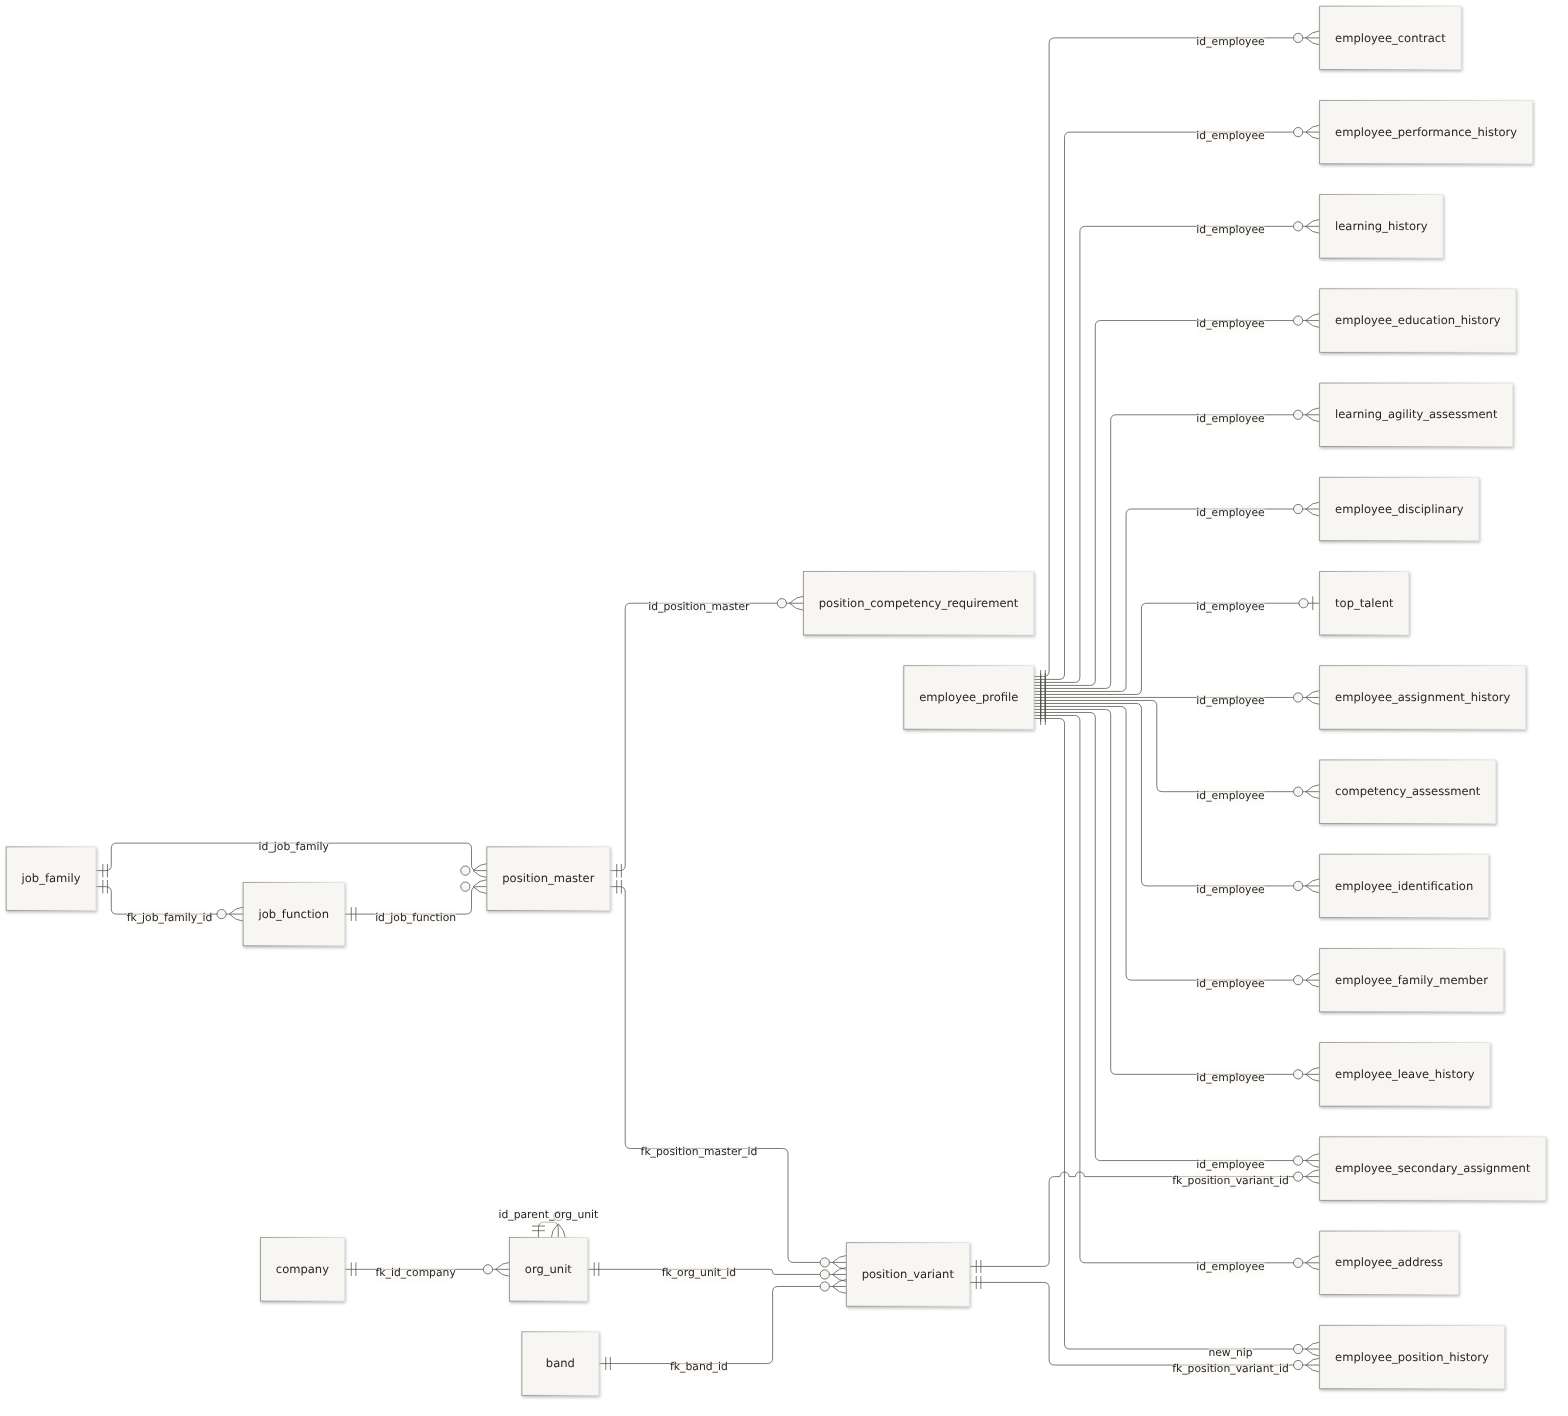 employee_contract
id_employee
employee_performance_history
id_employee
learning_history
id_employee
employee_education_history
id_employee
learning_agility_assessment
id_employee
employee_disciplinary
id_employee
position_competency_requirement
id_position_master
top_talent
id_employee
employee_profile
employee_assignment_history
id_employee
competency_assessment
id_employee
id_job_family
job_family
position_master
employee_identification
id_employee
job_function
fk_job_family_id
id_job_function
employee_family_member
id_employee
employee_leave_history
id_employee
fk_position_master_id
id_employee
employee_secondary_assignment
fk_position_variant_id
id_parent_org_unit
company
fk_id_company
org_unit
fk_org_unit_id
position_variant
employee_address
id_employee
new_nip
employee_position_history
band
fk_band_id
fk_position_variant_id